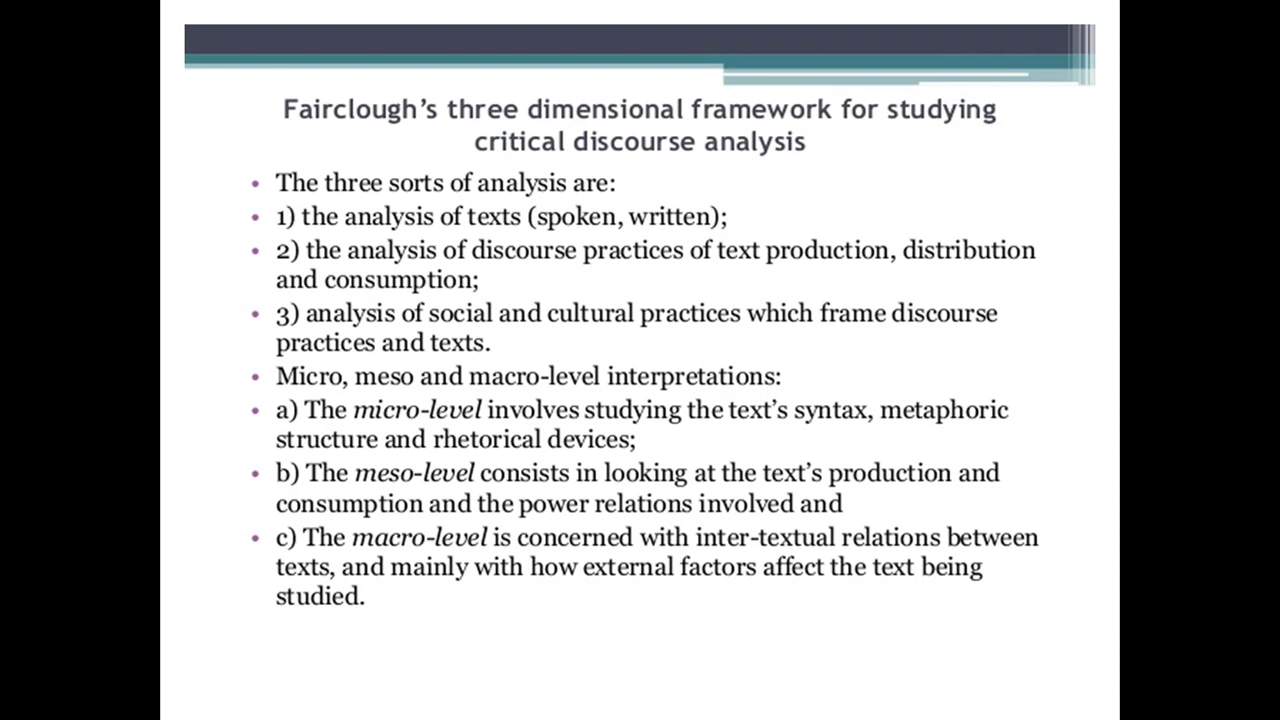 Fairclough’s three dimensional framework for studying
critical discourse analysis
• The three sorts of analysis are:
• 1) the analysis of texts (spoken, written);
• 2) the analysis of discourse practices of text production, distribution
and consumption;
• 3) analysis of social and cultural practices which frame discourse
practices and texts.
• Micro, meso and macro-level interpretations:
• a) The micro-level involves studying the text’s syntax, metaphoric
structure and rhetorical devices;
• b) The meso-level consists in looking at the text’s production and
consumption and the power relations involved and
• c) The macro-level is concerned with inter-textual relations between
texts, and mainly with how external factors affect the text being
studied.